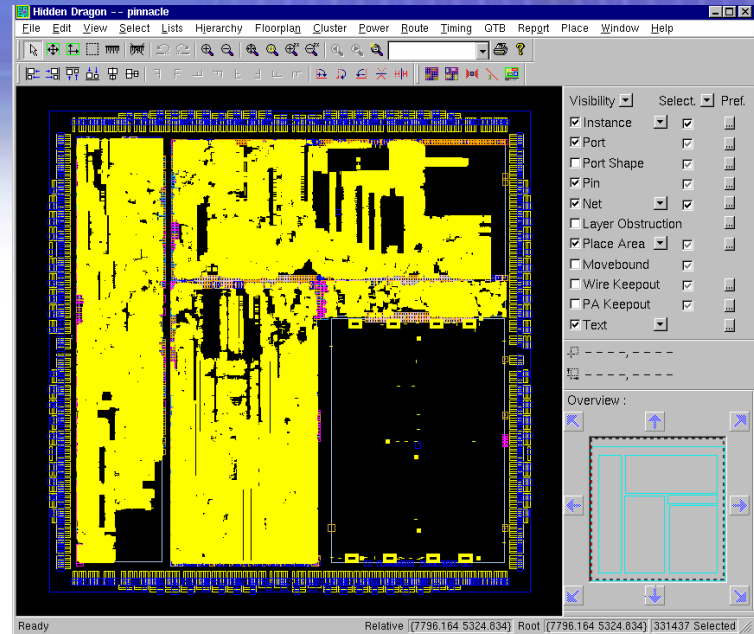 Hidden Dragon -- pinnacle
File Edit View Select Lists Hierarchy Floorplan Cluster Power Route Timing QTB Report Place Window Help
Visibility Select. Pref.
Instance
Port
Port Shape
Pin
Net
Layer Obstruction
Place Area
Movebound
Wire Keepout
PA Keepout
Text
- - - -, - - - -
- - - -, - - - -
Overview :
Ready Relative {7796.164 5324.834} Root {7796.164 5324.834} 331437 Selected